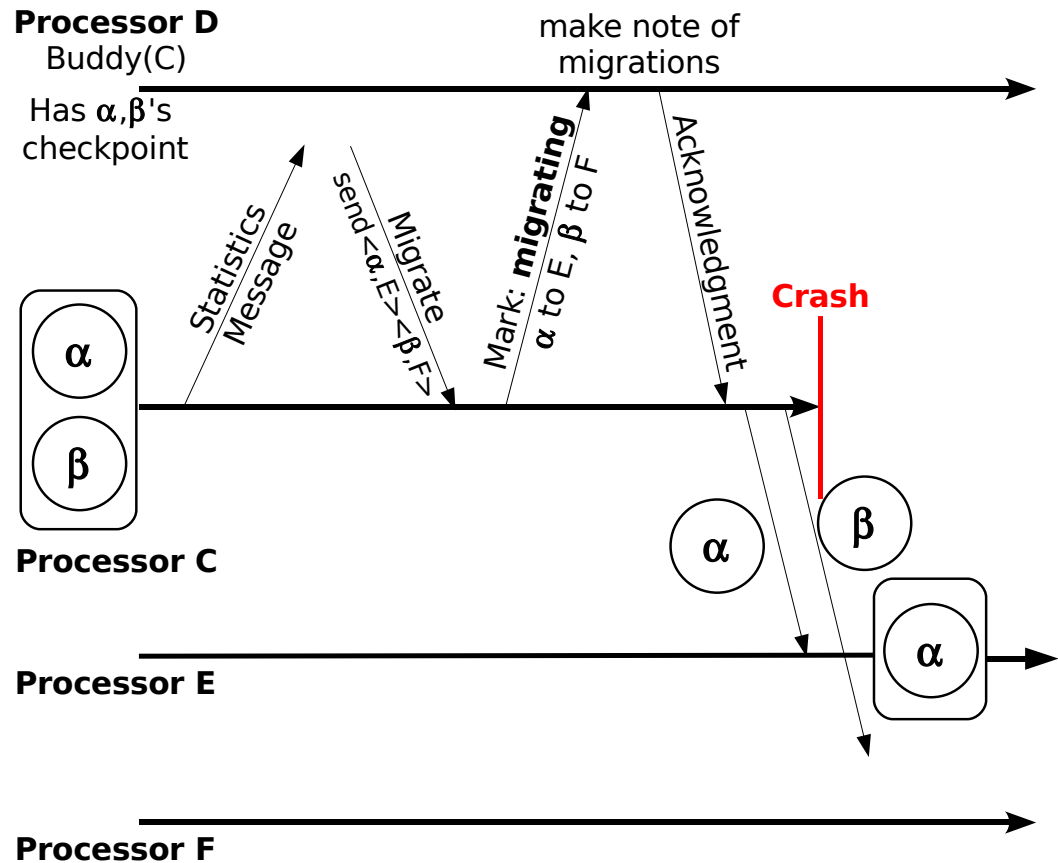 Processor D
Buddy(C)
Has α,β's
checkpoint
make note of
migrations
Statistics
Message
Migrate
send<α,E><β,F>
Mark: migrating
α to E, β to F
Acknowledgment
Crash
α
β
Processor C
α
β
α
Processor E
Processor F